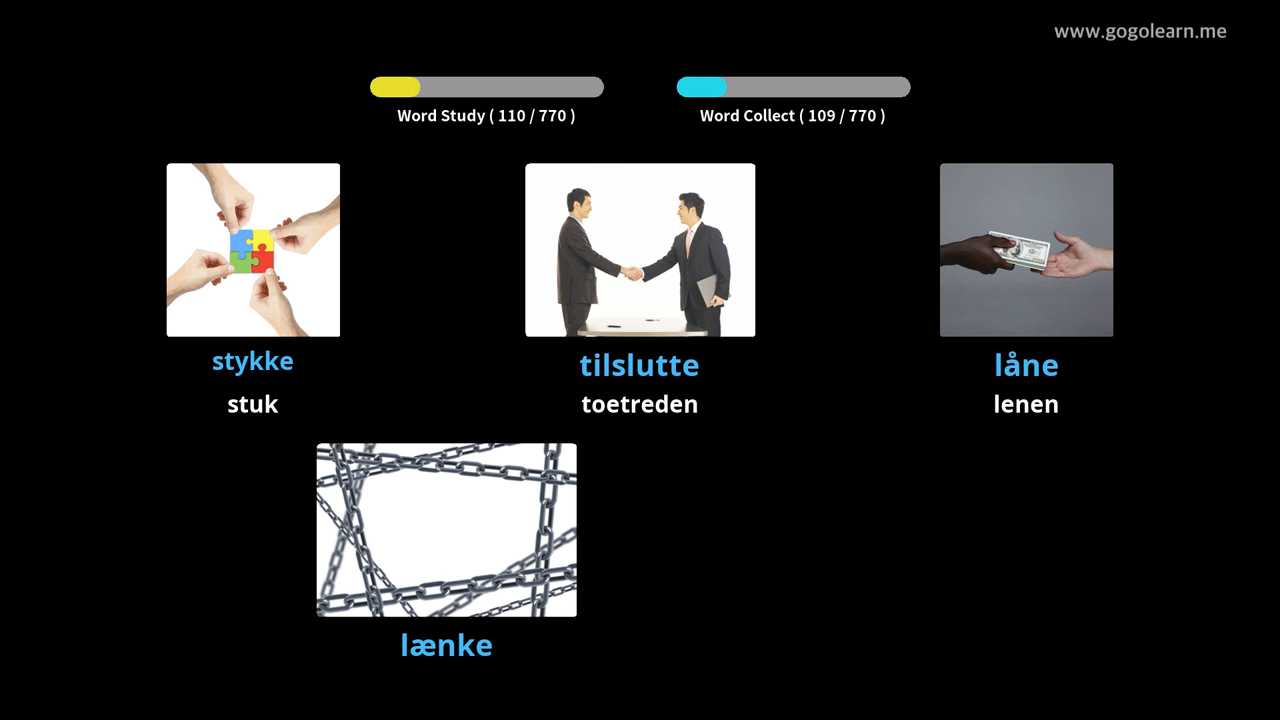 www.gogolearn.me
Word Study ( 110 / 770 )
Word Collect ( 109 / 770 )
stykke
tilslutte
låne
stuk
toetreden
lenen
lænke